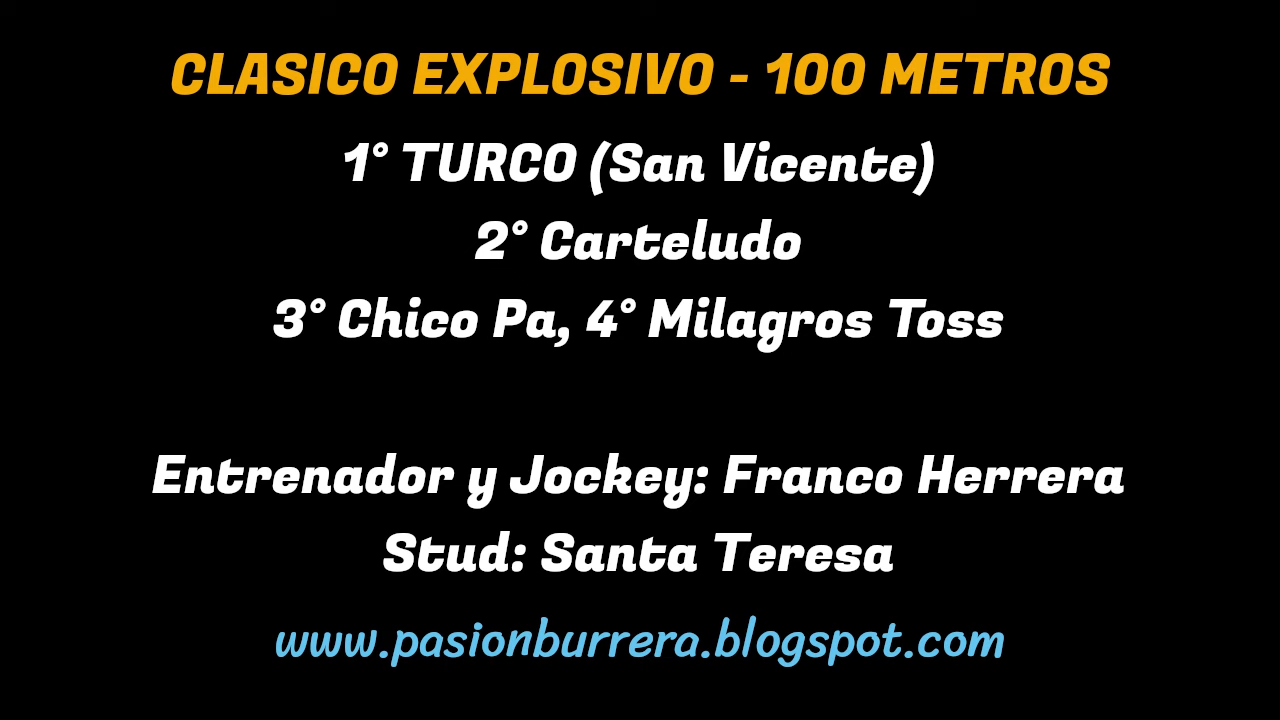 CLASICO EXPLOSIVO - 100 METROS
1° TURCO (San Vicente)
2° Carteludo
3° Chico Pa, 4° Milagros Toss
Entrenador y Jockey: Franco Herrera
Stud: Santa Teresa
www.pasionburrera.blogspot.com